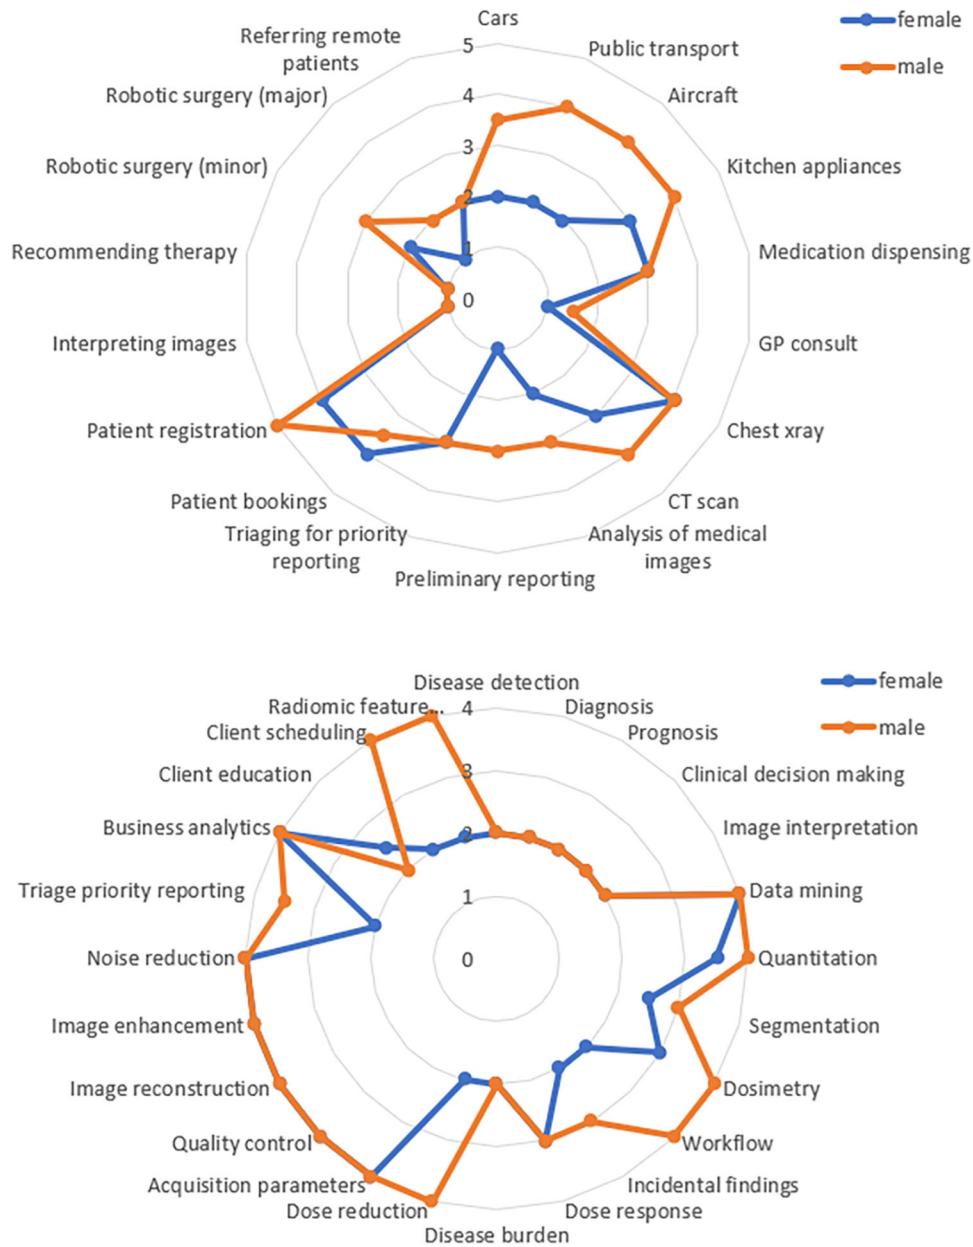 Cars
female
male
Public transport
Referring remote
patients
Aircraft
Robotic surgery (major)
Kitchen appliances
Robotic surgery (minor)
Medication dispensing
Recommending therapy
GP consult
Interpreting images
Chest xray
Patient registration
CT scan
Patient bookings
Analysis of medical
images
Triaging for priority
reporting
Preliminary reporting
5
4
3
2
1
0
Disease detection
female
male
Radiomic feature...
Diagnosis
Client scheduling
Prognosis
Client education
Clinical decision making
Business analytics
Image interpretation
Triage priority reporting
Data mining
Noise reduction
Quantitation
Image enhancement
Segmentation
Image reconstruction
Dosimetry
Quality control
Workflow
Acquisition parameters
Incidental findings
Dose reduction
Dose response
Disease burden
4
3
2
1
0